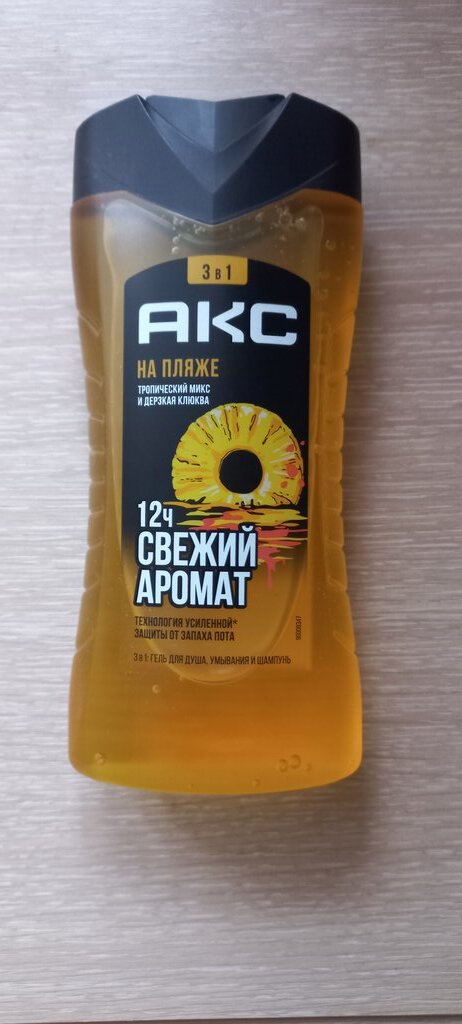 3 в 1
АКС
НА ПЛЯЖЕ
ТРОПИЧЕСКИЙ МИКС
И ДЕРЗКАЯ КЛЮКВА
12ч
СВЕЖИЙ
АРОМАТ
ТЕХНОЛОГИЯ УСИЛЕННОЙ*
ЗАЩИТЫ ОТ ЗАПАХА ПОТА
3 в 1: ГЕЛЬ ДЛЯ ДУША, УМЫВАНИЯ И ШАМПУНЬ